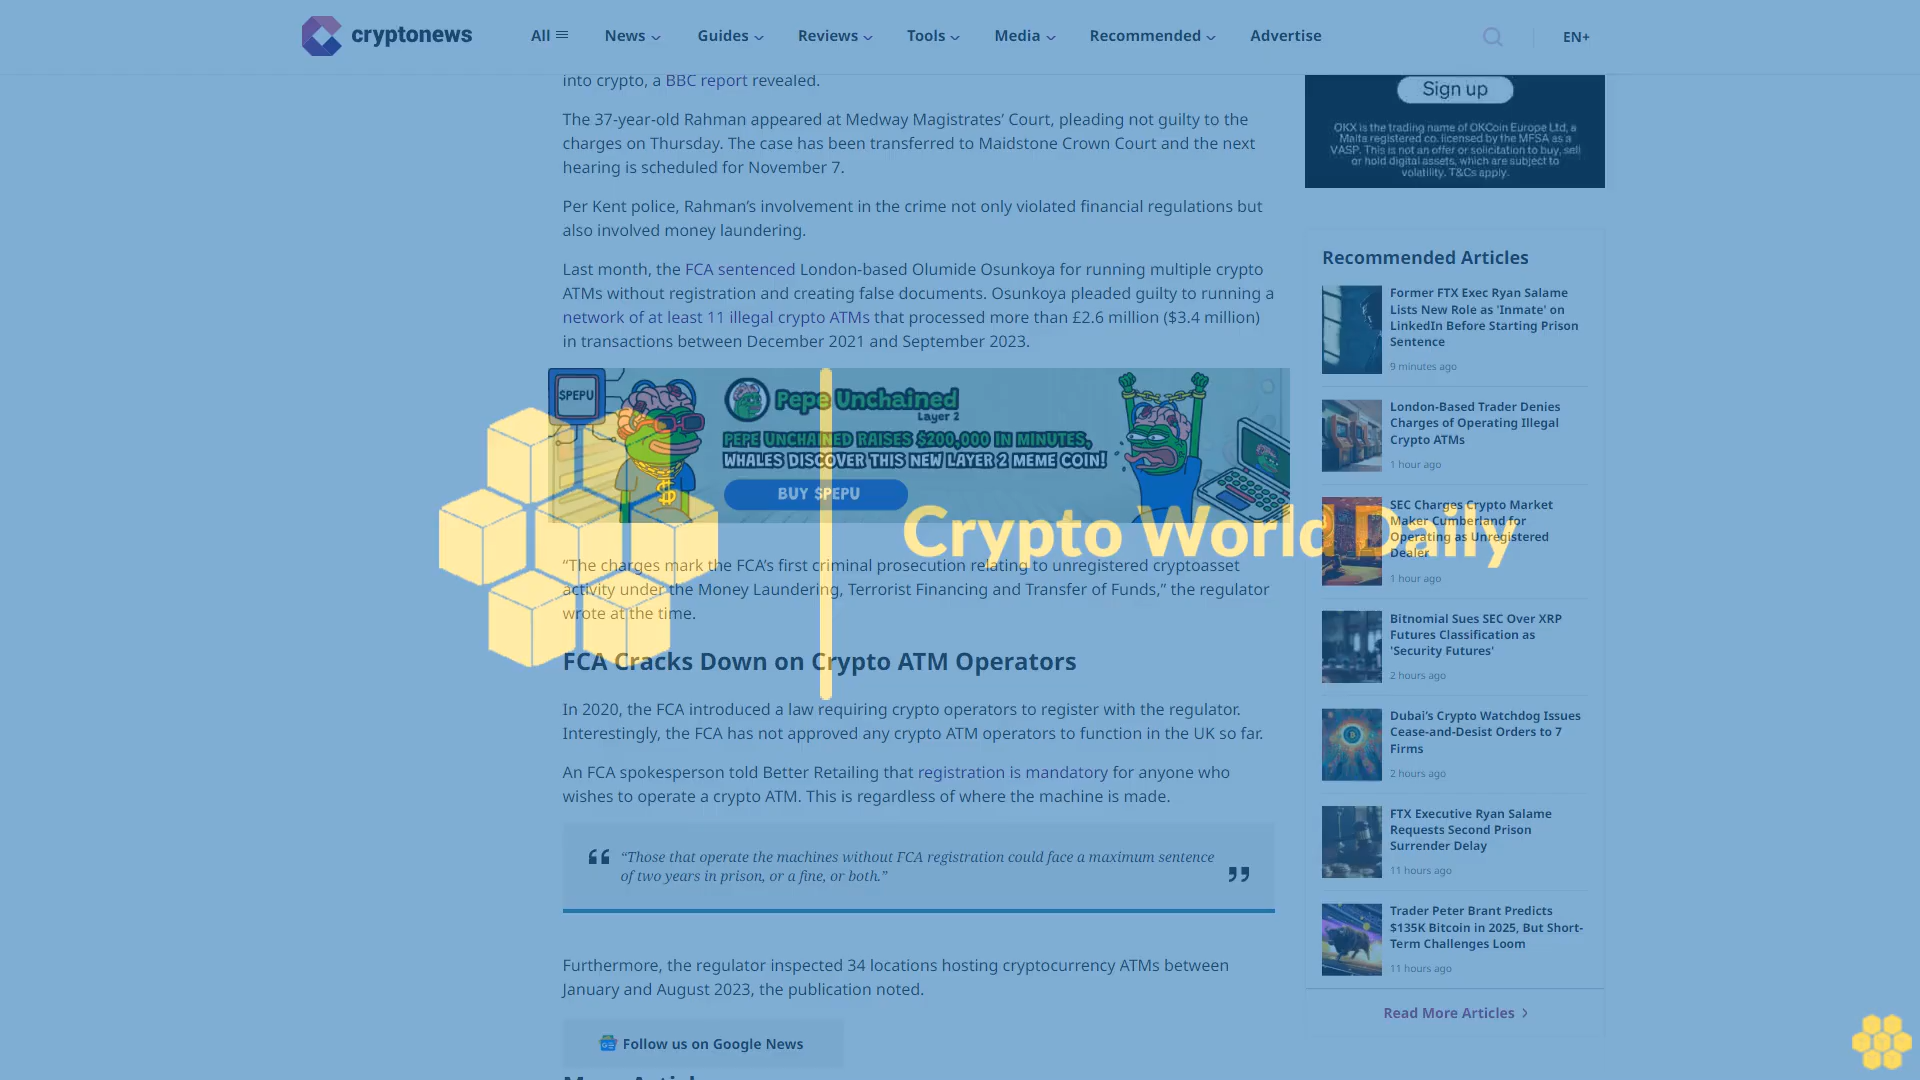 cryptonews
All
News
Guides
Reviews
Tools
Media
Recommended
Advertise
EN+
into crypto, a BBC report revealed.
The 37-year-old Rahman appeared at Medway Magistrates’ Court, pleading not guilty to the
charges on Thursday. The case has been transferred to Maidstone Crown Court and the next
hearing is scheduled for November 7.
Per Kent police, Rahman’s involvement in the crime not only violated financial regulations but
also involved money laundering.
Last month, the FCA sentenced London-based Olumide Osunkoya for running multiple crypto
ATMs without registration and creating false documents. Osunkoya pleaded guilty to running a
network of at least 11 illegal crypto ATMs that processed more than £2.6 million ($3.4 million)
in transactions between December 2021 and September 2023.
$PEPU
Pepe Unchained
Layer 2
PEPE UNCHAINED RAISES $200,000 IN MINUTES,
WHALES DISCOVER THIS NEW LAYER 2 MEME COIN!
BUY $PEPU
Crypto World Daily
“The charges mark the FCA’s first criminal prosecution relating to unregistered cryptoasset
activity under the Money Laundering, Terrorist Financing and Transfer of Funds,” the regulator
wrote at the time.
FCA Cracks Down on Crypto ATM Operators
In 2020, the FCA introduced a law requiring crypto operators to register with the regulator.
Interestingly, the FCA has not approved any crypto ATM operators to function in the UK so far.
An FCA spokesperson told Better Retailing that registration is mandatory for anyone who
wishes to operate a crypto ATM. This is regardless of where the machine is made.
“Those that operate the machines without FCA registration could face a maximum sentence
of two years in prison, or a fine, or both.”
Furthermore, the regulator inspected 34 locations hosting cryptocurrency ATMs between
January and August 2023, the publication noted.
Follow us on Google News
Sign up
OKX is the trading name of OKCoin Europe Ltd, a
Malta registered co. licensed by the MFSA as a
VASP. This is not an offer or solicitation to buy, sell
or hold digital assets, which are subject to
volatility. T&Cs apply.
Recommended Articles
Former FTX Exec Ryan Salame
Lists New Role as 'Inmate' on
LinkedIn Before Starting Prison
Sentence
9 minutes ago
London-Based Trader Denies
Charges of Operating Illegal
Crypto ATMs
1 hour ago
SEC Charges Crypto Market
Maker Cumberland for
Operating as Unregistered
Dealer
1 hour ago
Bitnomial Sues SEC Over XRP
Futures Classification as
'Security Futures'
2 hours ago
Dubai's Crypto Watchdog Issues
Cease-and-Desist Orders to 7
Firms
2 hours ago
FTX Executive Ryan Salame
Requests Second Prison
Surrender Delay
11 hours ago
Trader Peter Brant Predicts
$135K Bitcoin in 2025, But Short-
Term Challenges Loom
11 hours ago
Read More Articles